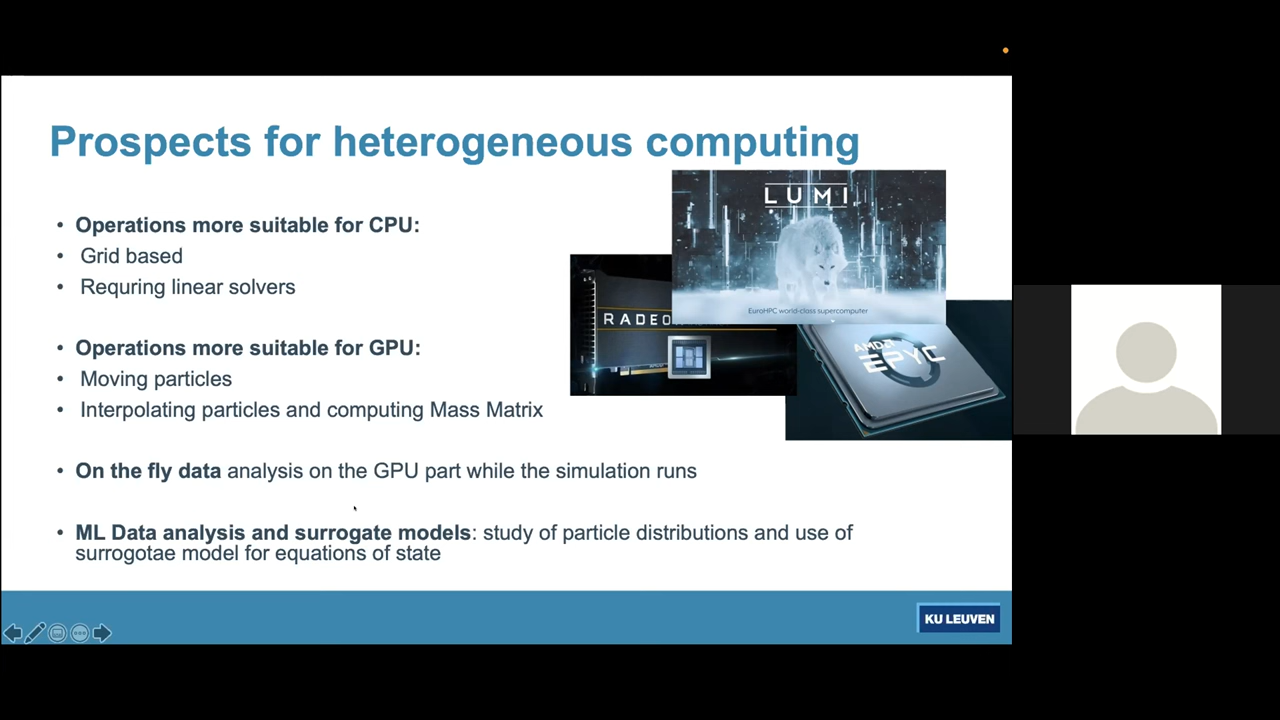 Prospects for heterogeneous computing
• Operations more suitable for CPU:
• Grid based
• Requring linear solvers
• Operations more suitable for GPU:
• Moving particles
• Interpolating particles and computing Mass Matrix
• On the fly data analysis on the GPU part while the simulation runs
• ML Data analysis and surrogate models: study of particle distributions and use of
surrogotae model for equations of state
LUMI
EuroHPC world-class supercomputer
RADEO
AMD
EPYC
KU LEUVEN